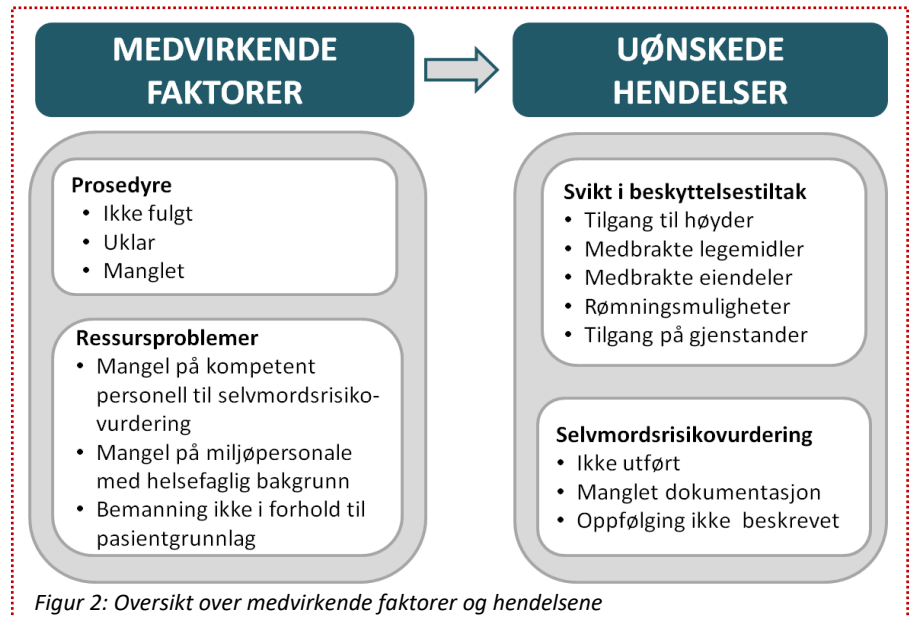 MEDVIRKENDE
FAKTORER
UØNSKEDE
HENDELSER
Prosedyre
• Ikke fulgt
• Uklar
• Manglet
Ressursproblemer
• Mangel på kompetent
personell til selvmordsrisiko-
vurdering
• Mangel på miljøpersonale
med helsefaglig bakgrunn
• Bemanning ikke i forhold til
pasientgrunnlag
Svikt i beskyttelsestiltak
• Tilgang til høyder
• Medbrakte legemidler
• Medbrakte eiendeler
• Rømningsmuligheter
• Tilgang på gjenstander
Selvmordsrisikovurdering
• Ikke utført
• Manglet dokumentasjon
• Oppfølging ikke beskrevet
Figur 2: Oversikt over medvirkende faktorer og hendelsene